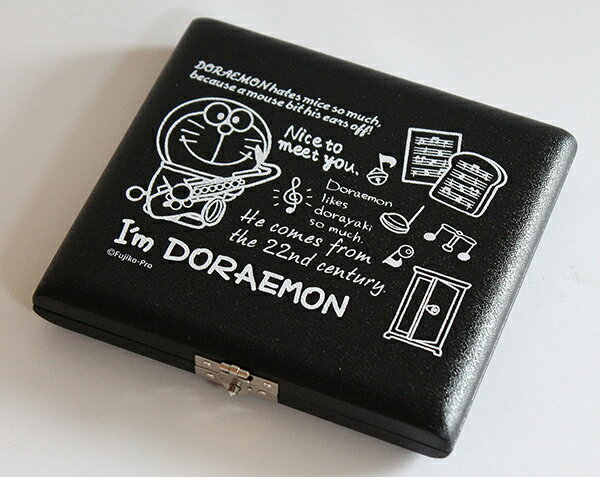 DORAEMON hates mice so much,
because a mouse bit his ears off!
Nice to
meet you.
Doraemon
likes
dorayaki
so much.
He comes from
the 22nd century.
I'm DORAEMON
©Fujiko-Pro